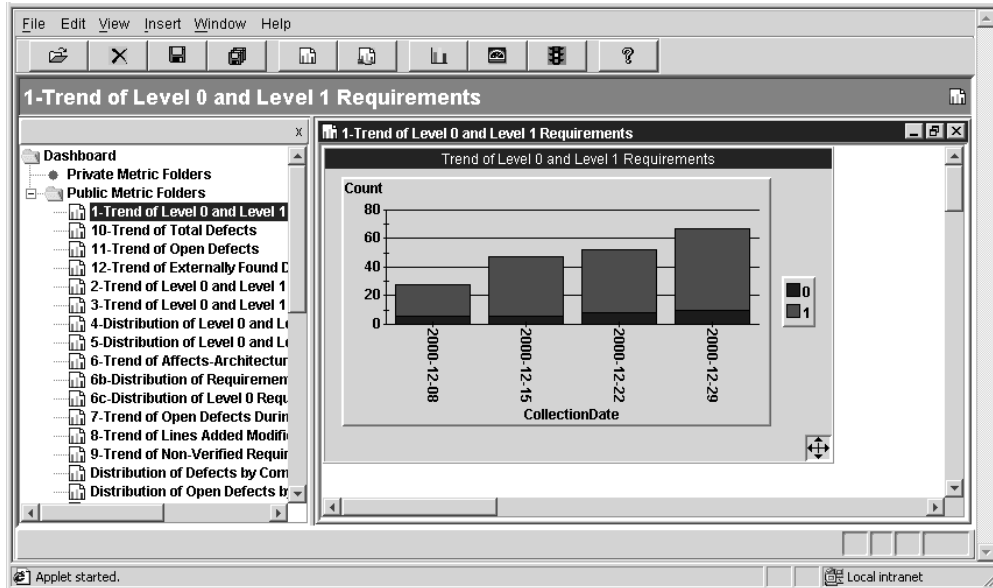 File Edit View Insert Window Help
1-Trend of Level 0 and Level 1 Requirements
x
Dashboard
Private Metric Folders
Public Metric Folders
1-Trend of Level 0 and Level 1
10-Trend of Total Defects
11-Trend of Open Defects
12-Trend of Externally Found D
2-Trend of Level 0 and Level 1
3-Trend of Level 0 and Level 1
4-Distribution of Level 0 and Le
5-Distribution of Level 0 and Le
6-Trend of Affects-Architectur
6b-Distribution of Requiremen
6c-Distribution of Level 0 Requ
7-Trend of Open Defects Durin
8-Trend of Lines Added Modifi
9-Trend of Non-Verified Requir
Distribution of Defects by Com
Distribution of Open Defects by
1-Trend of Level 0 and Level 1 Requirements
Trend of Level 0 and Level 1 Requirements
Count
80
60
40
20
0
2000-12-08
2000-12-15
2000-12-22
2000-12-29
CollectionDate
0
1
Applet started.
Local intranet